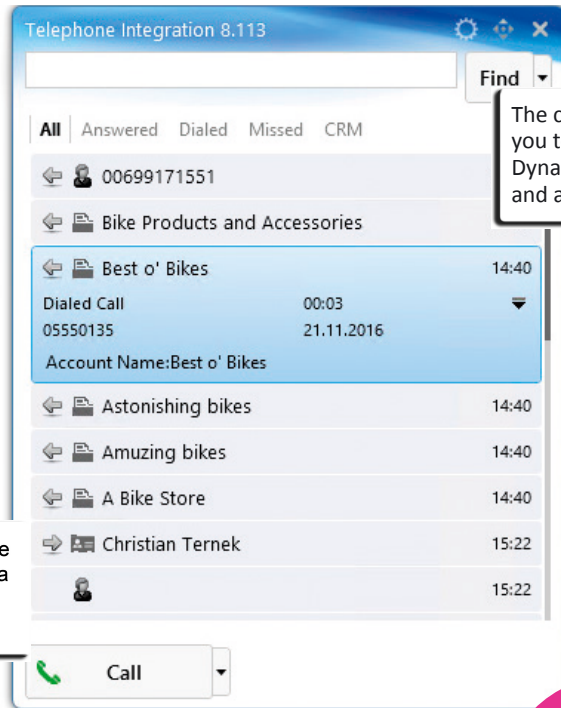 Telephone Integration 8.113
Find
The
you
Dyna
and a
All Answered Dialed Missed CRM
00699171551
Bike Products and Accessories
Best o' Bikes 14:40
Dialed Call 00:03
05550135 21.11.2016
Account Name:Best o' Bikes
Astonishing bikes 14:40
Amuzing bikes 14:40
A Bike Store 14:40
Christian Ternek 15:22
e
a
15:22
Call